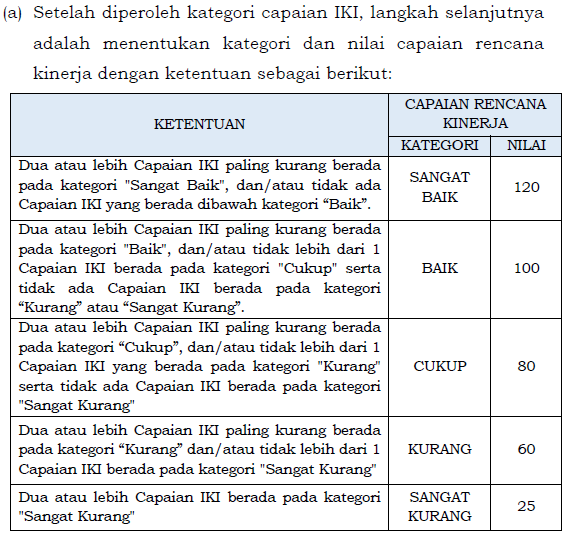 (a) Setelah diperoleh kategori capaian IKI, langkah selanjutnya
adalah menentukan kategori dan nilai capaian rencana
kinerja dengan ketentuan sebagai berikut:
KETENTUAN
CAPAIAN RENCANA
KINERJA
KATEGORI
NILAI
Dua atau lebih Capaian IKI paling kurang berada
pada kategori "Sangat Baik", dan/atau tidak ada
Capaian IKI yang berada dibawah kategori “Baik”.
SANGAT
BAIK
120
Dua atau lebih Capaian IKI paling kurang berada
pada kategori "Baik", dan/atau tidak lebih dari 1
Capaian IKI berada pada kategori "Cukup" serta
tidak ada Capaian IKI berada pada kategori
“Kurang” atau “Sangat Kurang”.
BAIK
100
Dua atau lebih Capaian IKI paling kurang berada
pada kategori “Cukup”, dan/atau tidak lebih dari 1
Capaian IKI yang berada pada kategori "Kurang"
serta tidak ada Capaian IKI berada pada kategori
"Sangat Kurang"
CUKUP
80
Dua atau lebih Capaian IKI paling kurang berada
pada kategori “Kurang” dan/atau tidak lebih dari 1
Capaian IKI berada pada kategori "Sangat Kurang"
KURANG
60
Dua atau lebih Capaian IKI berada pada kategori
"Sangat Kurang"
SANGAT
KURANG
25